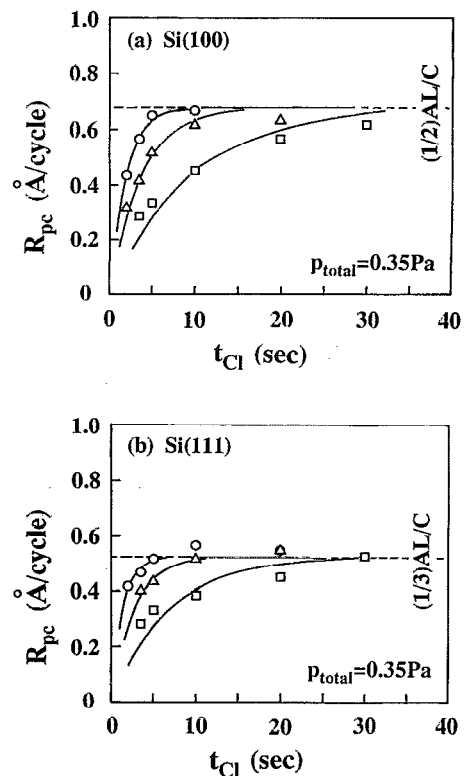 (a) Si(100)
1.0
0.8
0.6
0.4
0.2
0
R_pc (Å/cycle)
(1/2)AL/C
p_total=0.35Pa
0 10 20 30 40
t_Cl (sec)
(b) Si(111)
1.0
0.8
0.6
0.4
0.2
0
R_pc (Å/cycle)
(1/3)AL/C
p_total=0.35Pa
0 10 20 30 40
t_Cl (sec)